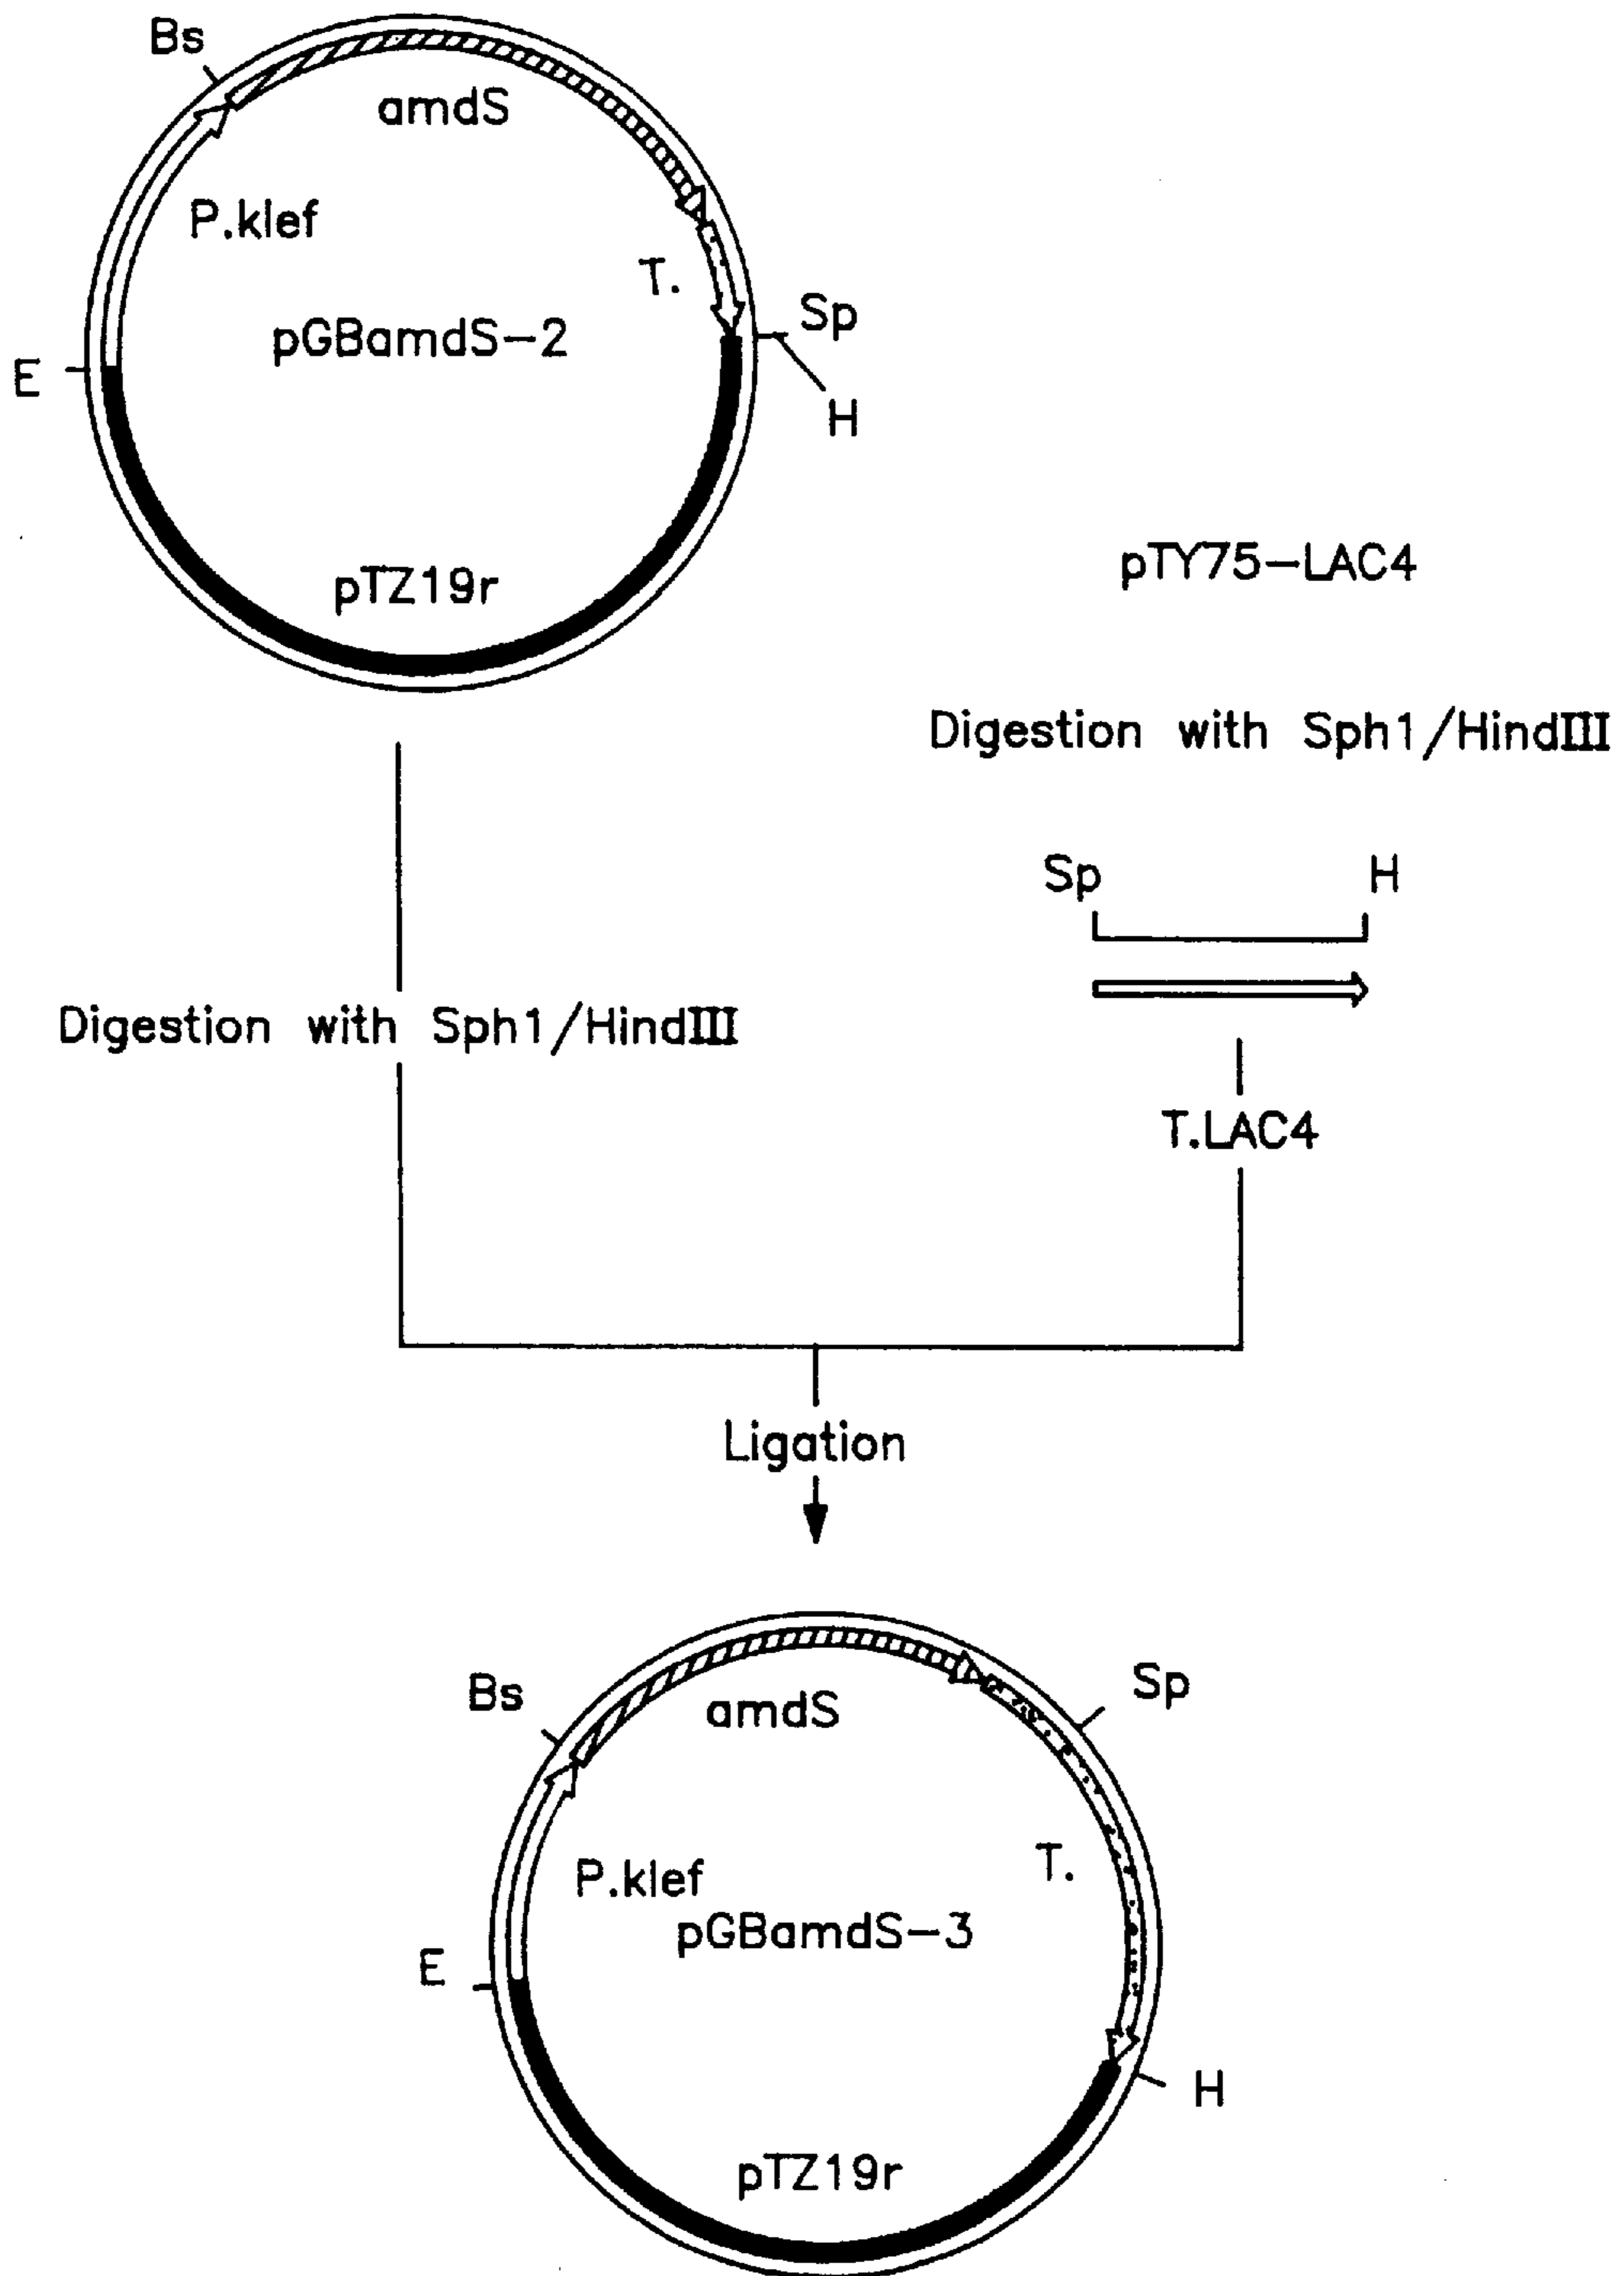 Bs
amdS
P.klef
T.
pGBamdS-2
Sp
E
H
pTZ19r
pTY75-LAC4
Digestion with Sph1/HindIII
Sp
H
Digestion with Sph1/HindIII
T.LAC4
Ligation
Bs
Sp
amdS
T.
P.klef
pGBamdS-3
E
H
pTZ19r